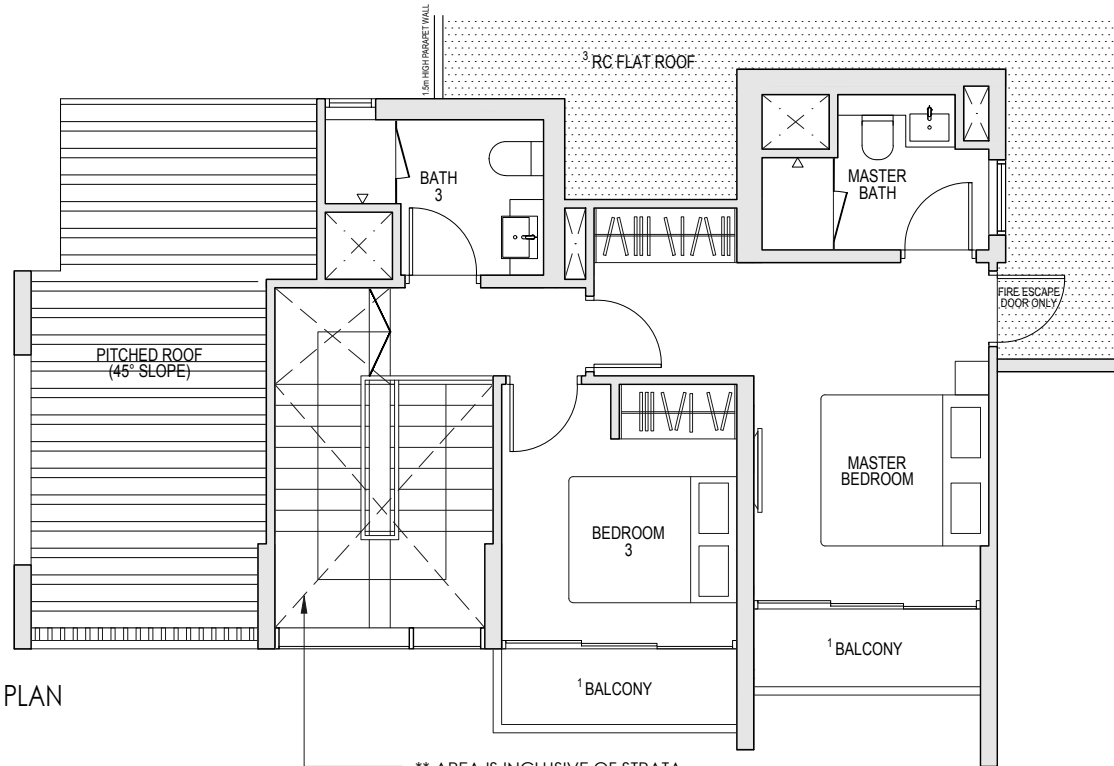 1.5m HIGH PARAPET WALL
³ RC FLAT ROOF
BATH
3
MASTER
BATH
FIRE ESCAPE
DOOR ONLY
PITCHED ROOF
(45° SLOPE)
MASTER
BEDROOM
BEDROOM
3
¹ BALCONY
¹ BALCONY
PLAN
** AREA IS INCLUSIVE OF STRATA